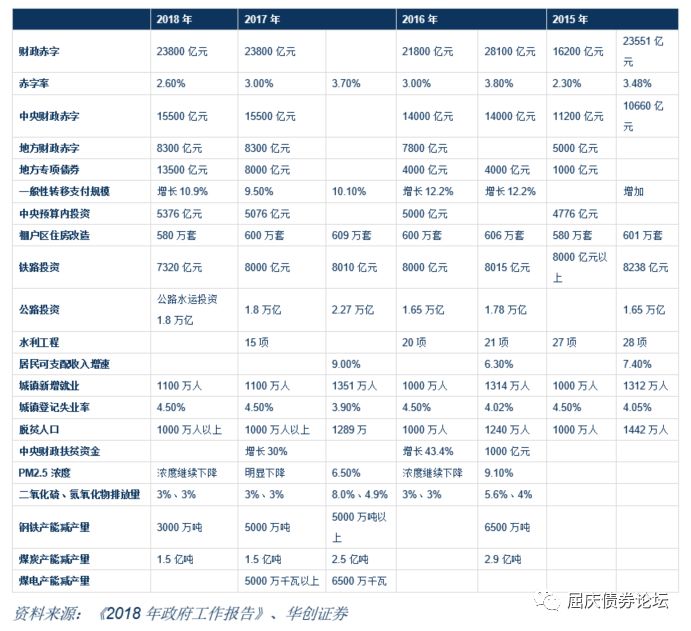 2018 年 2017 年 2016 年 2015 年
财政赤字 23800 亿元 23800 亿元 21800 亿元 28100 亿元 16200 亿元 23551 亿元
赤字率 2.60% 3.00% 3.70% 3.00% 3.80% 2.30% 3.48%
中央财政赤字 15500 亿元 15500 亿元 14000 亿元 14000 亿元 11200 亿元 10660 亿元
地方财政赤字 8300 亿元 8300 亿元 7800 亿元 5000 亿元
地方专项债券 13500 亿元 8000 亿元 4000 亿元 4000 亿元 1000 亿元
一般性转移支付规模 增长 10.9% 9.50% 10.10% 增长 12.2% 增长 12.2% 增加
中央预算内投资 5376 亿元 5076 亿元 5000 亿元 4776 亿元
棚户区住房改造 580 万套 600 万套 609 万套 600 万套 606 万套 580 万套 601 万套
铁路投资 7320 亿元 8000 亿元 8010 亿元 8000 亿元 8015 亿元 8000 亿元以上 8238 亿元
公路投资 公路水运投资 1.8 万亿 1.8 万亿 2.27 万亿 1.65 万亿 1.78 万亿 1.65 万亿
水利工程 15 项 20 项 21 项 27 项 28 项
居民可支配收入增速 9.00% 6.30% 7.40%
城镇新增就业 1100 万人 1100 万人 1351 万人 1000 万人 1314 万人 1000 万人 1312 万人
城镇登记失业率 4.50% 4.50% 3.90% 4.50% 4.02% 4.50% 4.05%
脱贫人口 1000 万人以上 1000 万人以上 1289 万 1000 万人 1240 万人 1000 万人 1442 万人
中央财政扶贫资金 增长 30% 增长 43.4% 1000 亿元
PM2.5 浓度 浓度继续下降 明显下降 6.50% 浓度继续下降 9.10%
二氧化硫、氮氧化物排放量 3%、3% 3%、3% 8.0%、4.9% 3%、3% 5.6%、4%
钢铁产能减产量 3000 万吨 5000 万吨 5000 万吨以上 6500 万吨
煤炭产能减产量 1.5 亿吨 1.5 亿吨 2.5 亿吨 2.9 亿吨
煤电产能减产量 5000 万千瓦以上 6500 万千瓦
资料来源：《2018 年政府工作报告》、华创证券
屈庆债券论坛